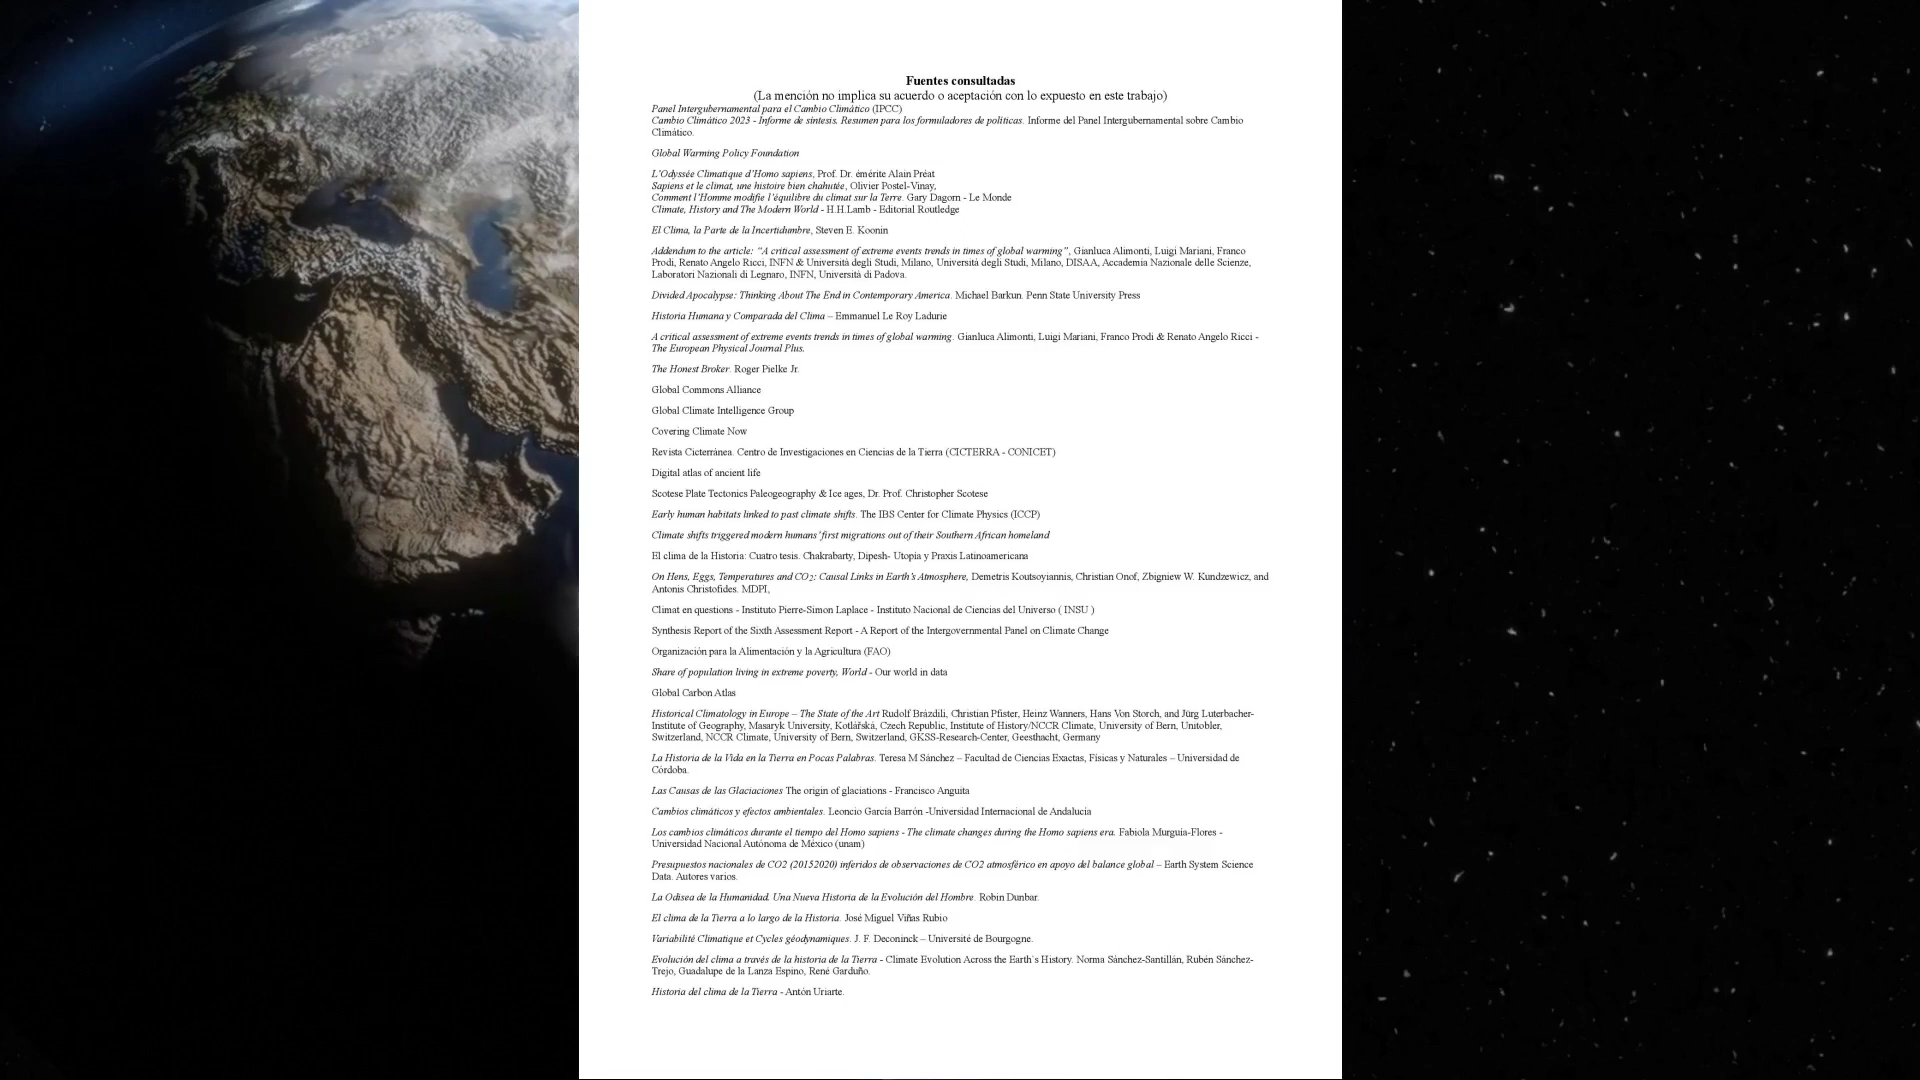 Fuentes consultadas
(La mención no implica su acuerdo o aceptación con lo expuesto en este trabajo)
Panel Intergubernamental para el Cambio Climático (IPCC)
Cambio Climático 2023 - Informe de síntesis. Resumen para los formuladores de políticas. Informe del Panel Intergubernamental sobre Cambio
Climático.
Global Warming Policy Foundation
L'Odyssée Climatique d'Homo sapiens, Prof. Dr. émérite Alain Préat
Sapiens et le climat, une histoire bien chahutée, Olivier Postel-Vinay,
Comment l'Homme modifie l'équilibre du climat sur la Terre. Gary Dagorn - Le Monde
Climate, History and The Modern World - H.H.Lamb - Editorial Routledge
El Clima, la Parte de la Incertidumbre, Steven E. Koonin
Addendum to the article: “A critical assessment of extreme events trends in times of global warming”, Gianluca Alimonti, Luigi Mariani, Franco
Prodi, Renato Angelo Ricci, INFN & Università degli Studi, Milano, Università degli Studi, Milano, DISAA, Accademia Nazionale delle Scienze,
Laboratori Nazionali di Legnaro, INFN, Università di Padova.
Divided Apocalypse: Thinking About The End in Contemporary America. Michael Barkun. Penn State University Press
Historia Humana y Comparada del Clima – Emmanuel Le Roy Ladurie
A critical assessment of extreme events trends in times of global warming. Gianluca Alimonti, Luigi Mariani, Franco Prodi & Renato Angelo Ricci -
The European Physical Journal Plus.
The Honest Broker. Roger Pielke Jr.
Global Commons Alliance
Global Climate Intelligence Group
Covering Climate Now
Revista Cicterránea. Centro de Investigaciones en Ciencias de la Tierra (CICTERRA - CONICET)
Digital atlas of ancient life
Scotese Plate Tectonics Paleogeography & Ice ages, Dr. Prof. Christopher Scotese
Early human habitats linked to past climate shifts. The IBS Center for Climate Physics (ICCP)
Climate shifts triggered modern humans' first migrations out of their Southern African homeland
El clima de la Historia: Cuatro tesis. Chakrabarty, Dipesh- Utopía y Praxis Latinoamericana
On Hens, Eggs, Temperatures and CO2: Causal Links in Earth's Atmosphere, Demetris Koutsoyiannis, Christian Onof, Zbigniew W. Kundzewicz, and
Antonis Christofides. MDPI,
Climat en questions - Instituto Pierre-Simon Laplace - Instituto Nacional de Ciencias del Universo ( INSU )
Synthesis Report of the Sixth Assessment Report - A Report of the Intergovernmental Panel on Climate Change
Organización para la Alimentación y la Agricultura (FAO)
Share of population living in extreme poverty, World - Our world in data
Global Carbon Atlas
Historical Climatology in Europe – The State of the Art Rudolf Brázdili, Christian Pfister, Heinz Wanners, Hans Von Storch, and Jürg Luterbacher-
Institute of Geography, Masaryk University, Kotlářská, Czech Republic, Institute of History/NCCR Climate, University of Bern, Unitobler,
Switzerland, NCCR Climate, University of Bern, Switzerland, GKSS-Research-Center, Geesthacht, Germany
La Historia de la Vida en la Tierra en Pocas Palabras. Teresa M Sánchez – Facultad de Ciencias Exactas, Físicas y Naturales – Universidad de
Córdoba.
Las Causas de las Glaciaciones The origin of glaciations - Francisco Anguita
Cambios climáticos y efectos ambientales. Leoncio García Barrón -Universidad Internacional de Andalucía
Los cambios climáticos durante el tiempo del Homo sapiens - The climate changes during the Homo sapiens era. Fabiola Murguía-Flores -
Universidad Nacional Autónoma de México (unam)
Presupuestos nacionales de CO2 (20152020) inferidos de observaciones de CO2 atmosférico en apoyo del balance global – Earth System Science
Data. Autores varios.
La Odisea de la Humanidad. Una Nueva Historia de la Evolución del Hombre. Robin Dunbar.
El clima de la Tierra a lo largo de la Historia. José Miguel Viñas Rubio
Variabilité Climatique et Cycles géodynamiques. J. F. Deconinck – Université de Bourgogne.
Evolución del clima a través de la historia de la Tierra - Climate Evolution Across the Earth`s History. Norma Sánchez-Santillán, Rubén Sánchez-
Trejo, Guadalupe de la Lanza Espino, René Garduño.
Historia del clima de la Tierra - Antón Uriarte.